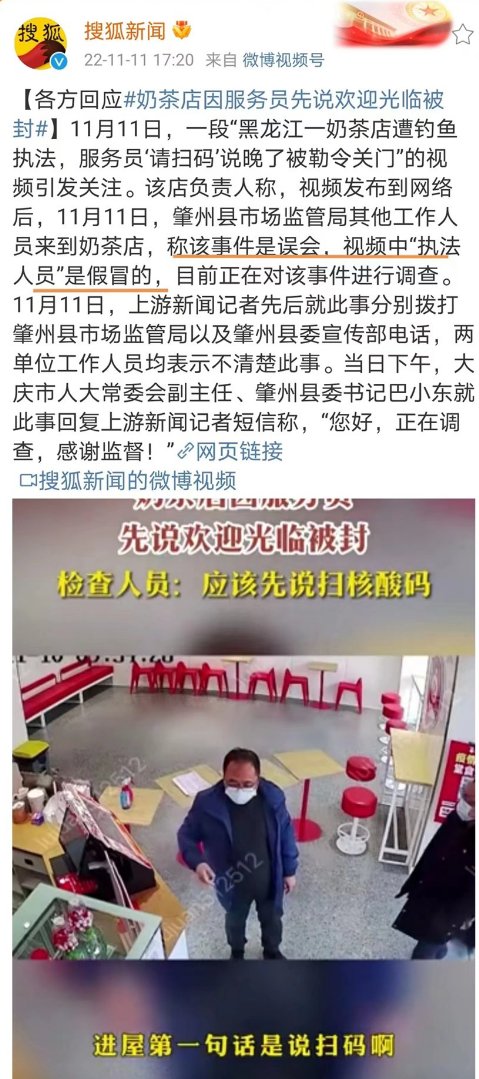 搜狐
搜狐新闻
22-11-11 17:20 来自 微博视频号
【各方回应#奶茶店因服务员先说欢迎光临被
封#】11月11日，一段“黑龙江一奶茶店遭钓鱼
执法，服务员‘请扫码’说晚了被勒令关门”的视
频引发关注。该店负责人称，视频发布到网络
后，11月11日，肇州县市场监管局其他工作人
员来到奶茶店，称该事件是误会，视频中“执法
人员”是假冒的，目前正在对该事件进行调查。
11月11日，上游新闻记者先后就此事分别拨打
肇州县市场监管局以及肇州县委宣传部电话，两
单位工作人员均表示不清楚此事。当日下午，大
庆市人大常委会副主任、肇州县委书记巴小东就
此事回复上游新闻记者短信称，“您好，正在调
查，感谢监督！”网页链接
搜狐新闻的微博视频
奶茶店因服务员
先说欢迎光临被封
检查人员：应该先说扫核酸码
进屋第一句话是说扫码啊